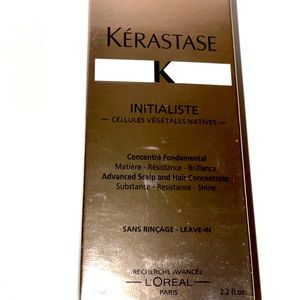 KÉRASTASE
K
INITIALISTE
— CELLULES VÉGÉTALES NATIVES —
Concentré Fondamental
Matière - Résistance - Brillance
Advanced Scalp and Hair Concentrate
Substance - Resistance - Shine
SANS RINÇAGE - LEAVE-IN
RECHERCHE AVANCÉE
L'ORÉAL
PARIS
2.2 fl.oz.